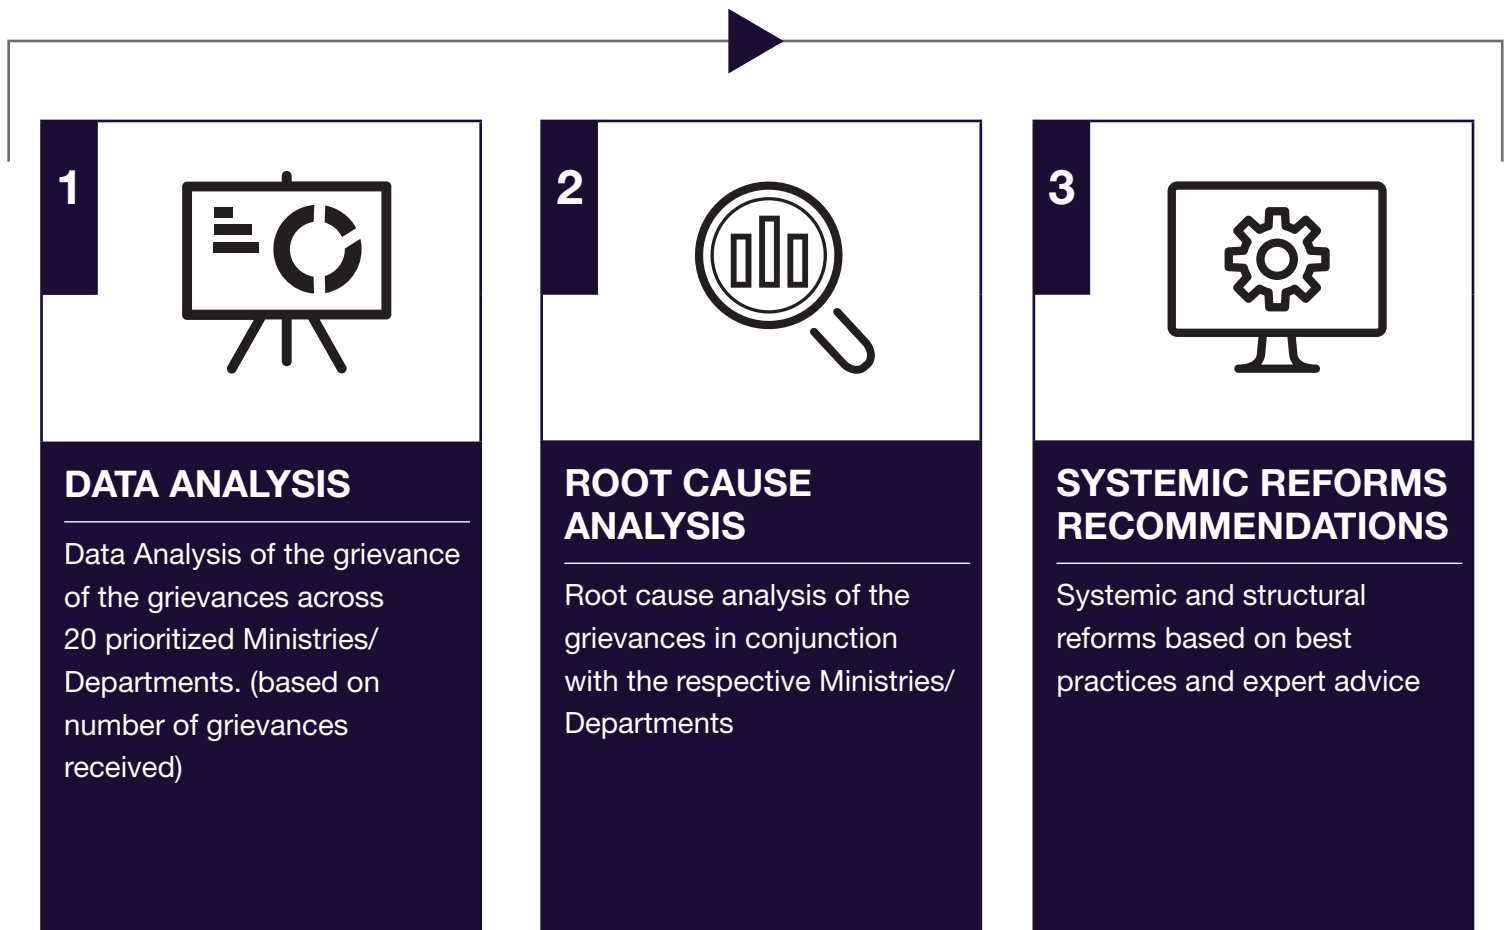 1
DATA ANALYSIS
Data Analysis of the grievance
of the grievances across
20 prioritized Ministries/
Departments. (based on
number of grievances
received)
2
ROOT CAUSE
ANALYSIS
Root cause analysis of the
grievances in conjunction
with the respective Ministries/
Departments
3
SYSTEMIC REFORMS
RECOMMENDATIONS
Systemic and structural
reforms based on best
practices and expert advice